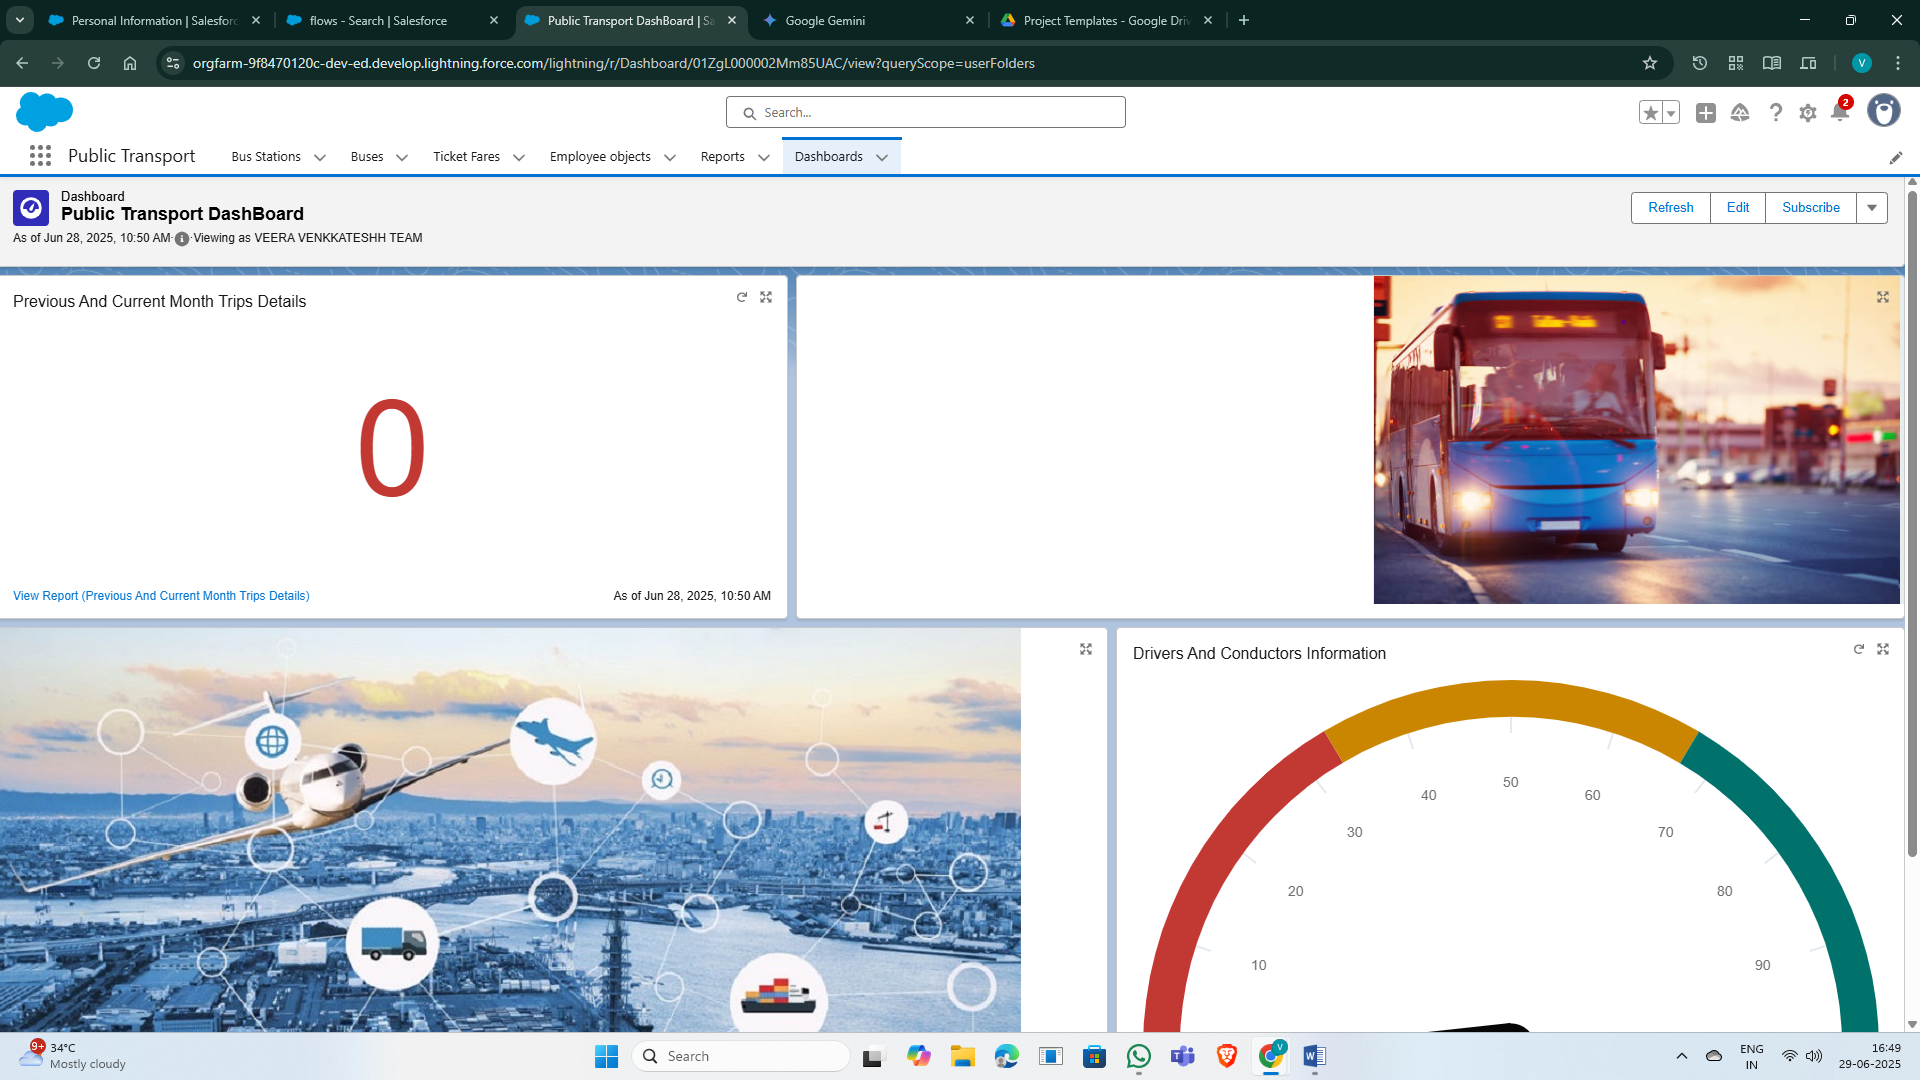 Personal Information | Salesforc
flows - Search | Salesforce
Public Transport DashBoard | Sa
Google Gemini
Project Templates - Google Driv
orgfarm-9f8470120c-dev-ed.develop.lightning.force.com/lightning/r/Dashboard/01ZgL000002Mm85UAC/view?queryScope=userFolders
V
Search...
2
Public Transport
Bus Stations
Buses
Ticket Fares
Employee objects
Reports
Dashboards
Dashboard
Public Transport DashBoard
As of Jun 28, 2025, 10:50 AM·Viewing as VEERA VENKKATESHH TEAM
Refresh
Edit
Subscribe
Previous And Current Month Trips Details
0
View Report (Previous And Current Month Trips Details)
As of Jun 28, 2025, 10:50 AM
Drivers And Conductors Information
10
20
30
40
50
60
70
80
90
9+
34°C
Mostly cloudy
Search
V
ENG
IN
16:49
29-06-2025